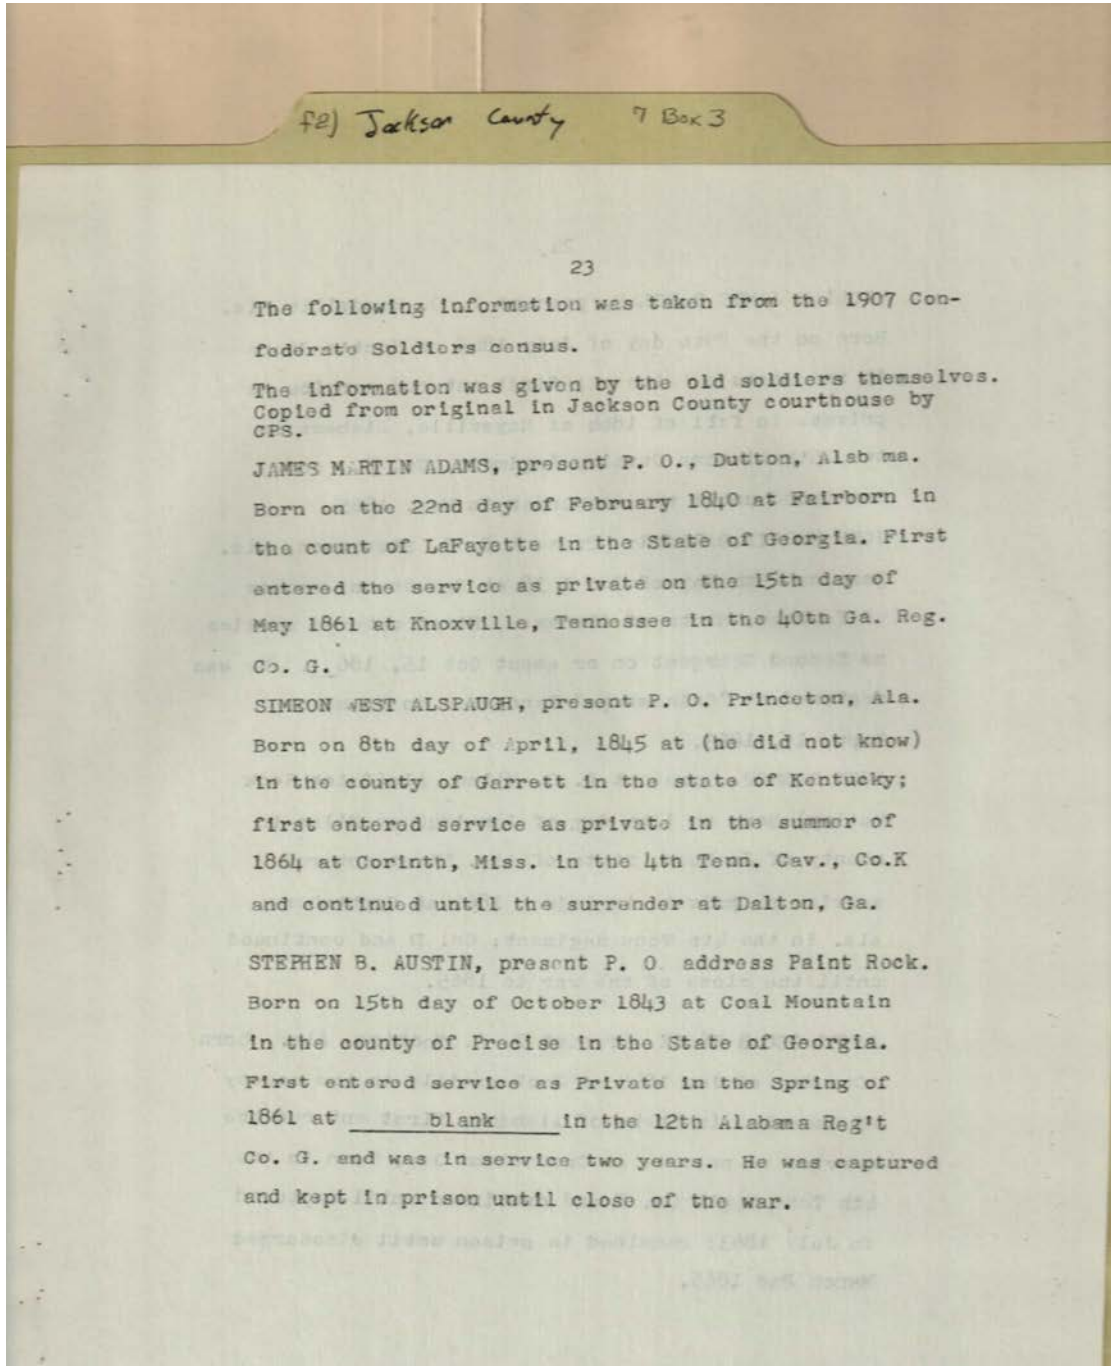 f2) Jackson County 7 Box 3
23
The following information was taken from the 1907 Con-
federate Soldiers census.
The information was given by the old soldiers themselves.
Copied from original in Jackson County courthouse by
CPS.
JAMES MARTIN ADAMS, present P. O., Dutton, Alab ma.
Born on the 22nd day of February 1840 at Fairborn in
the count of LaFayette in the State of Georgia. First
entered the service as private on the 15th day of
May 1861 at Knoxville, Tennessee in the 40th Ga. Reg.
Co. G.
SIMEON WEST ALSPAUGH, present P. O. Princeton, Ala.
Born on 8th day of April, 1845 at (he did not know)
in the county of Garrett in the state of Kentucky;
first entered service as private in the summer of
1864 at Corinth, Miss. in the 4th Tenn. Cav., Co.K
and continued until the surrender at Dalton, Ga.
STEPHEN B. AUSTIN, present P. O address Paint Rock.
Born on 15th day of October 1843 at Coal Mountain
in the county of Precise in the State of Georgia.
First entered service as Private in the Spring of
1861 at blank in the 12th Alabama Reg't
Co. G. and was in service two years. He was captured
and kept in prison until close of the war.